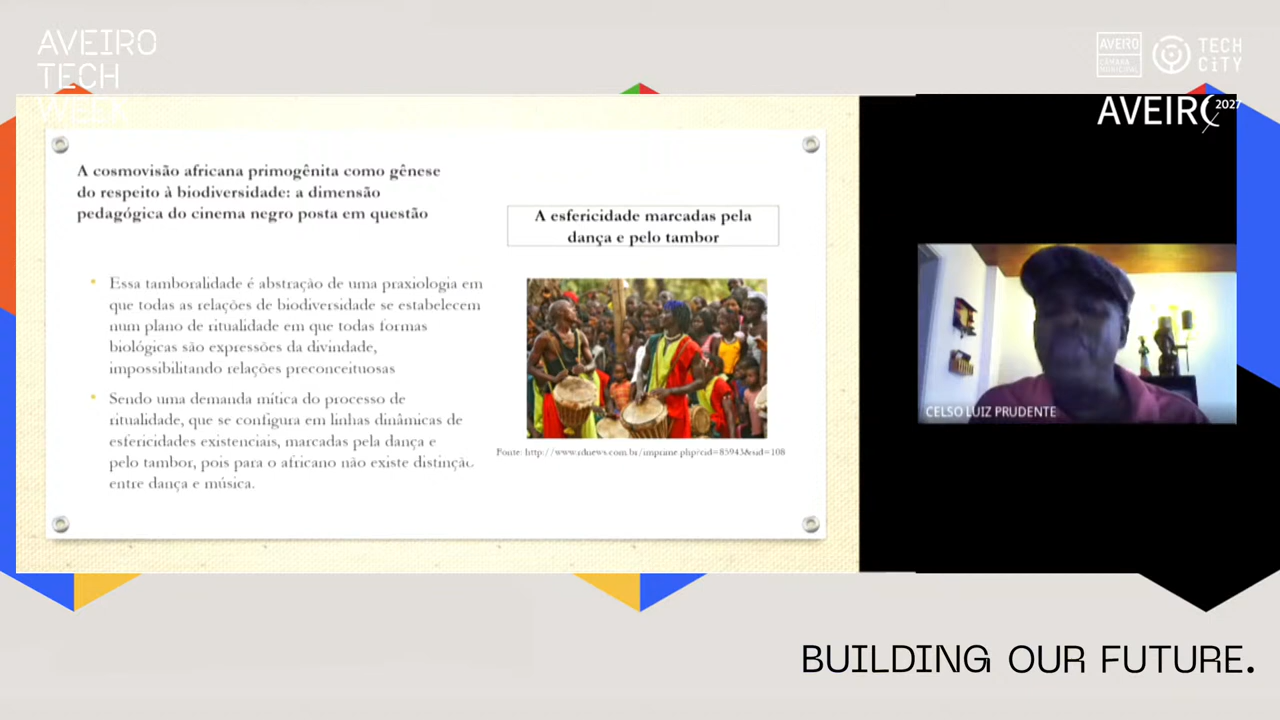 AVEIRO
TECH
WEEK
AVEIRO
CÂMARA
MUNICIPAL
TECH
CiTY
AVEIRO
2027
A cosmovisão africana primogênita como gênese
do respeito à biodiversidade: a dimensão
pedagógica do cinema negro posta em questão
A esfericidade marcadas pela
dança e pelo tambor
• Essa tamboralidade é abstração de uma praxiologia em
que todas as relações de biodiversidade se estabelecem
num plano de ritualidade em que todas formas
biológicas são expressões da divindade,
impossibilitando relações preconceituosas
• Sendo uma demanda mítica do processo de
ritualidade, que se configura em linhas dinâmicas de
esfericidades existenciais, marcadas pela dança e
pelo tambor, pois para o africano não existe distinção
entre dança e música.
Fonte: http://www.rdnews.com.br/imprime.php?cid=85943&sid=108
CELSO LUIZ PRUDENTE
BUILDING OUR FUTURE.